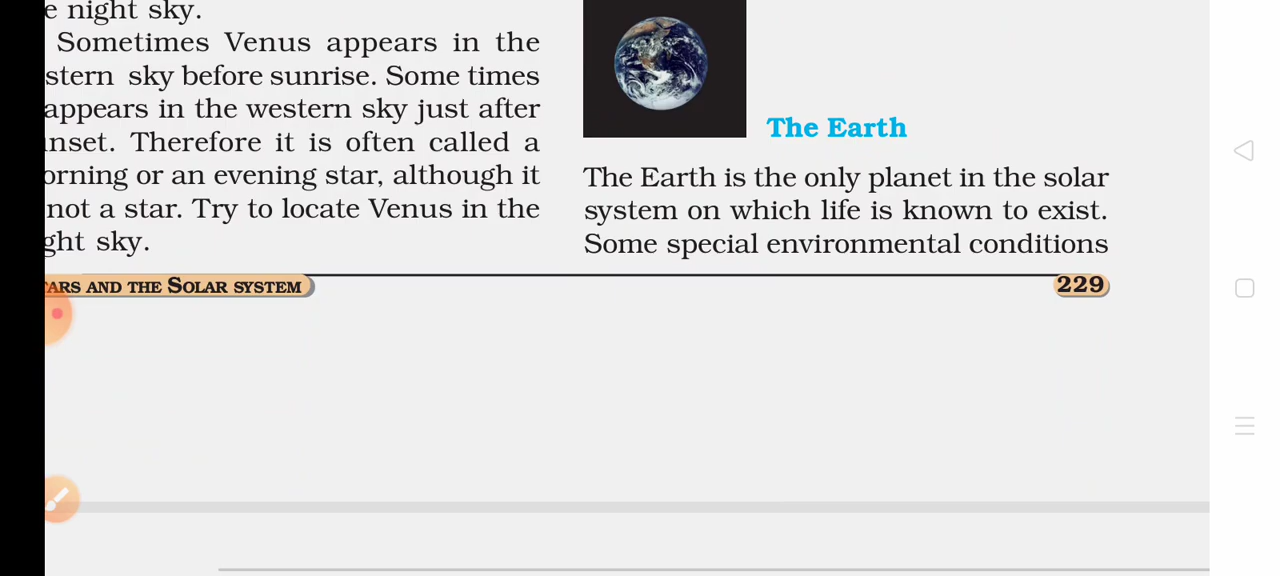 e night sky.
Sometimes Venus appears in the
stern sky before sunrise. Some times
appears in the western sky just after
nset. Therefore it is often called a
orning or an evening star, although it
not a star. Try to locate Venus in the
ght sky.
The Earth
The Earth is the only planet in the solar
system on which life is known to exist.
Some special environmental conditions
ARS AND THE SOLAR SYSTEM
229